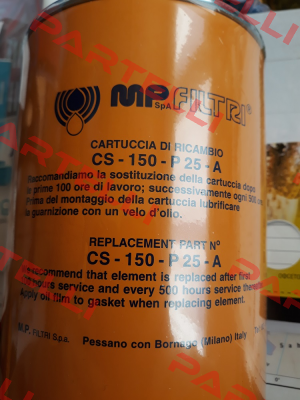 MP FILTRI®
SpA
CARTUCCIA DI RICAMBIO
CS - 150 - P 25 - A
Raccomandiamo la sostituzione della cartuccia dopo
le prime 100 ore di lavoro; successivamente ogni 500
Prima del montaggio della cartuccia lubrificare
la guarnizione con un velo d'olio.
REPLACEMENT PART N°
CS - 150 - P 25 - A
recommend that element is replaced after first
hours service and every 500 hours service
Apply oil film to gasket when replacing element.
M.P. FILTRI S.p.a. Pessano con Bornago (Milano) Italy